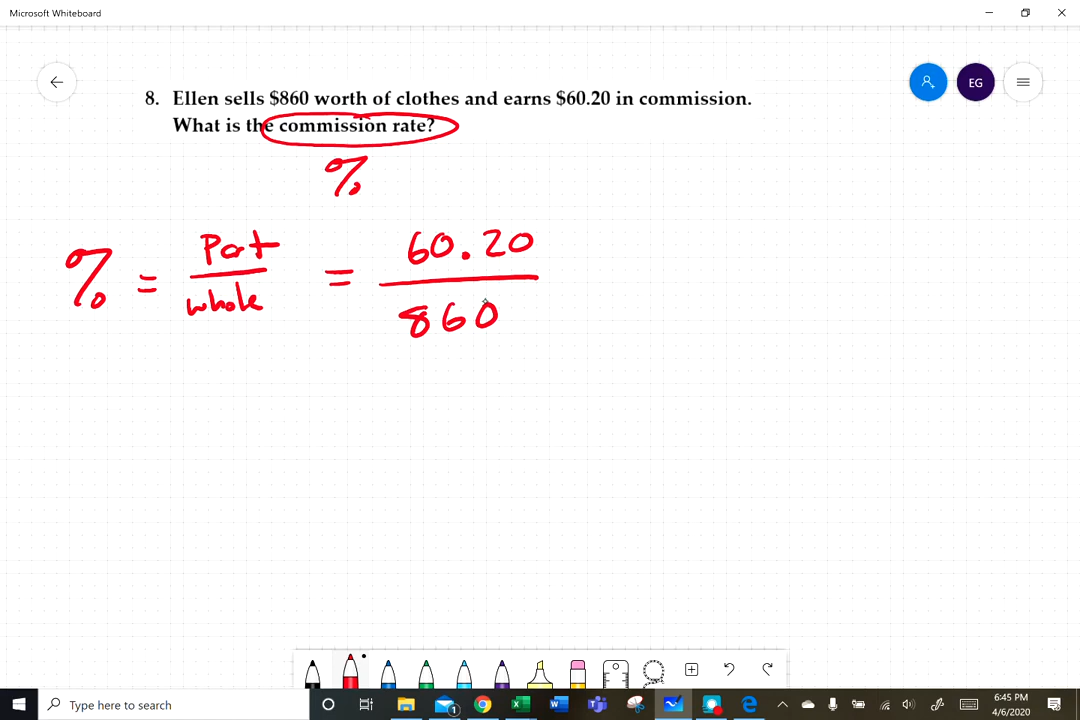 Microsoft Whiteboard
EG
8. Ellen sells $860 worth of clothes and earns $60.20 in commission.
What is the commission rate?
%
% = Part / whole = 60.20 / 860
Type here to search
1
6:45 PM
4/6/2020